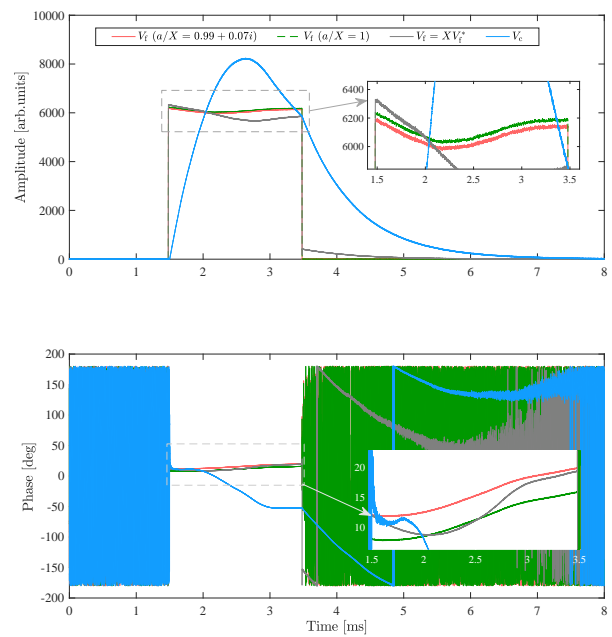 V_f (a/X = 0.99 + 0.07i) V_f (a/X = 1) V_f = XV_f^* V_c
Amplitude [arb.units]
10000
8000
6000
4000
2000
0
0 1 2 3 4 5 6 7 8
6400
6200
6000
1.5 2 2.5 3 3.5
Phase [deg]
200
150
100
50
0
-50
-100
-150
-200
20
15
10
1.5 2 2.5 3 3.5
0 1 2 3 4 5 6 7 8
Time [ms]